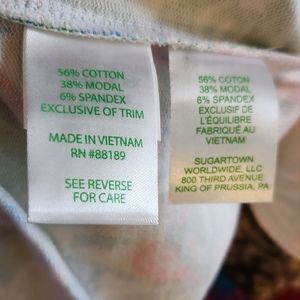 56% COTTON
38% MODAL
6% SPANDEX
EXCLUSIVE OF TRIM
MADE IN VIETNAM
RN #88189
SEE REVERSE
FOR CARE
56% COTON
38% MODAL
6% SPANDEX
EXCLUSIF DE
L'ÉQUILIBRE
FABRIQUÉ AU
VIETNAM
SUGARTOWN
WORLDWIDE, LLC
800 THIRD AVENUE
KING OF PRUSSIA, PA